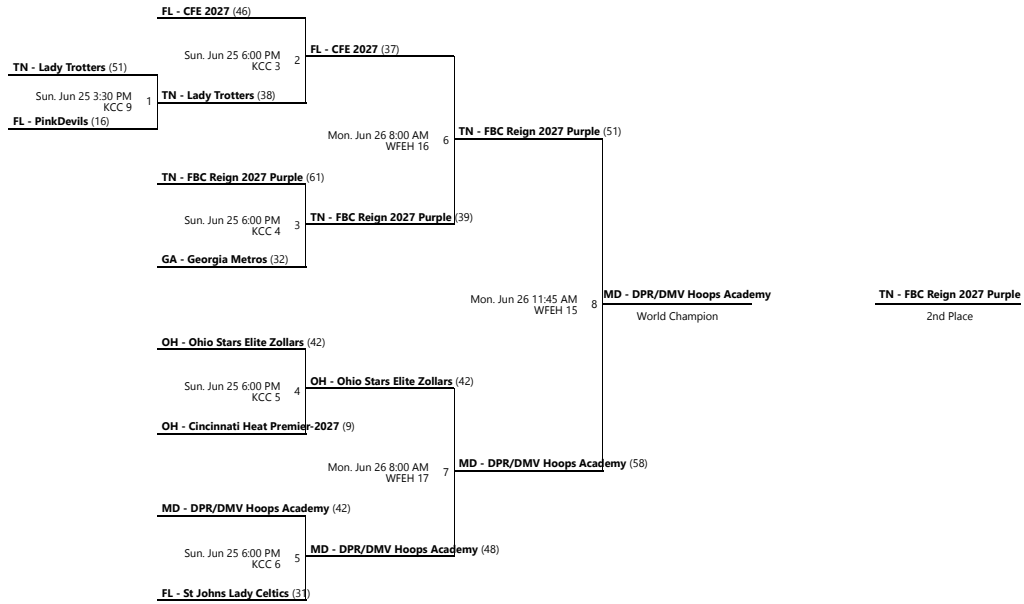 FL - CFE 2027 (46)
Sun. Jun 25 6:00 PM
KCC 3
2
FL - CFE 2027 (37)
TN - Lady Trotters (51)
Sun. Jun 25 3:30 PM
KCC 9
1
TN - Lady Trotters (38)
FL - PinkDevils (16)
Mon. Jun 26 8:00 AM
WFEH 16
6
TN - FBC Reign 2027 Purple (51)
TN - FBC Reign 2027 Purple (61)
Sun. Jun 25 6:00 PM
KCC 4
3
TN - FBC Reign 2027 Purple (39)
GA - Georgia Metros (32)
Mon. Jun 26 11:45 AM
WFEH 15
8
MD - DPR/DMV Hoops Academy
World Champion
TN - FBC Reign 2027 Purple
2nd Place
OH - Ohio Stars Elite Zollars (42)
Sun. Jun 25 6:00 PM
KCC 5
4
OH - Ohio Stars Elite Zollars (42)
OH - Cincinnati Heat Premier-2027 (9)
Mon. Jun 26 8:00 AM
WFEH 17
7
MD - DPR/DMV Hoops Academy (58)
MD - DPR/DMV Hoops Academy (42)
Sun. Jun 25 6:00 PM
KCC 6
5
MD - DPR/DMV Hoops Academy (48)
FL - St Johns Lady Celtics (31)